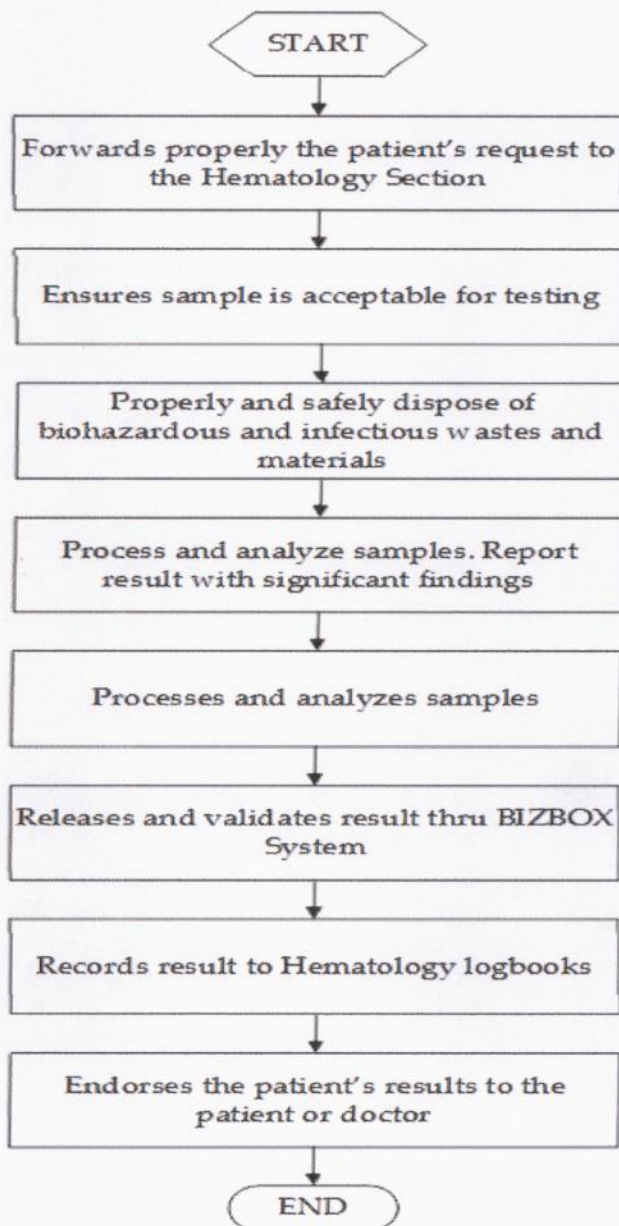 START
Forwards properly the patient's request to
the Hematology Section
Ensures sample is acceptable for testing
Properly and safely dispose of
biohazardous and infectious wastes and
materials
Process and analyze samples. Report
result with significant findings
Processes and analyzes samples
Releases and validates result thru BIZBOX
System
Records result to Hematology logbooks
Endorses the patient's results to the
patient or doctor
END